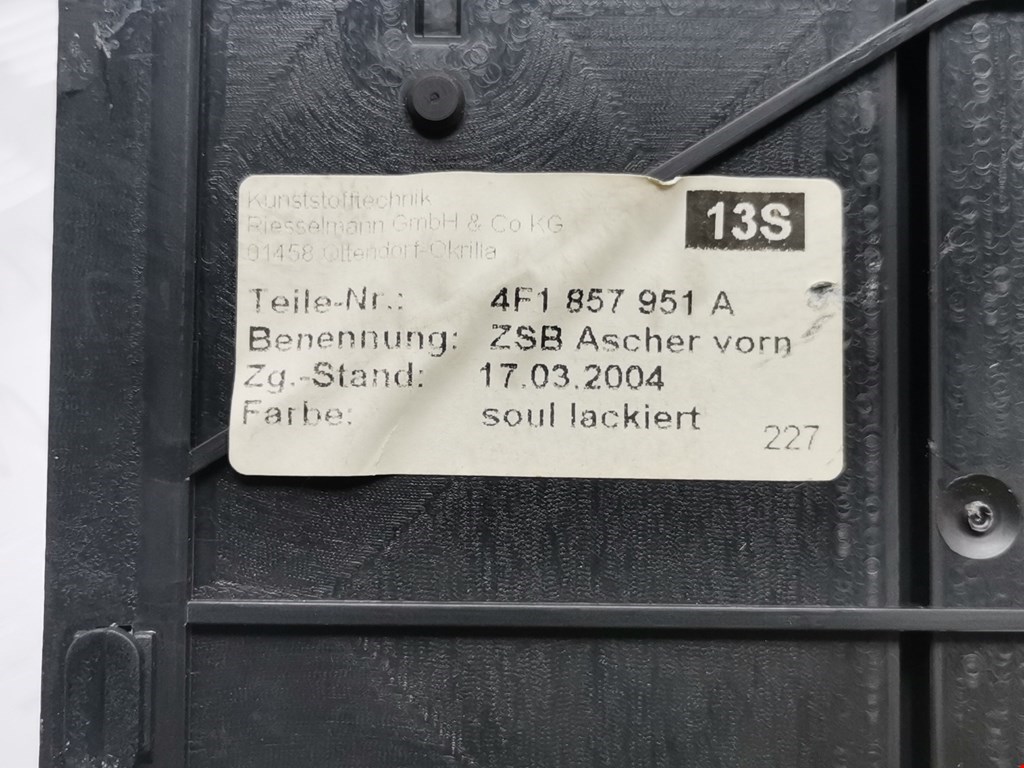 Kunststofftechnik
Riesselmann GmbH & Co KG
01458 Ottendorf-Okrilla
13S
Teile-Nr.: 4F1 857 951 A
Benennung: ZSB Ascher vorn
Zg.-Stand: 17.03.2004
Farbe: soul lackiert
227